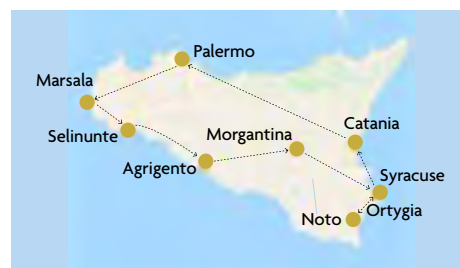 Palermo
Marsala
Selinunte
Agrigento
Morgantina
Catania
Syracuse
Ortygia
Noto